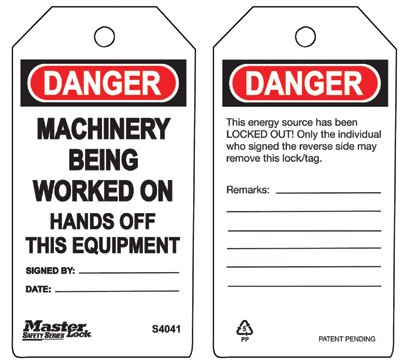 DANGER
MACHINERY
BEING
WORKED ON
HANDS OFF
THIS EQUIPMENT
SIGNED BY:
DATE:
Master Lock
SAFETY SERIES
S4041
DANGER
This energy source has been
LOCKED OUT! Only the individual
who signed the reverse side may
remove this lock/tag.
Remarks:
5
PP
PATENT PENDING